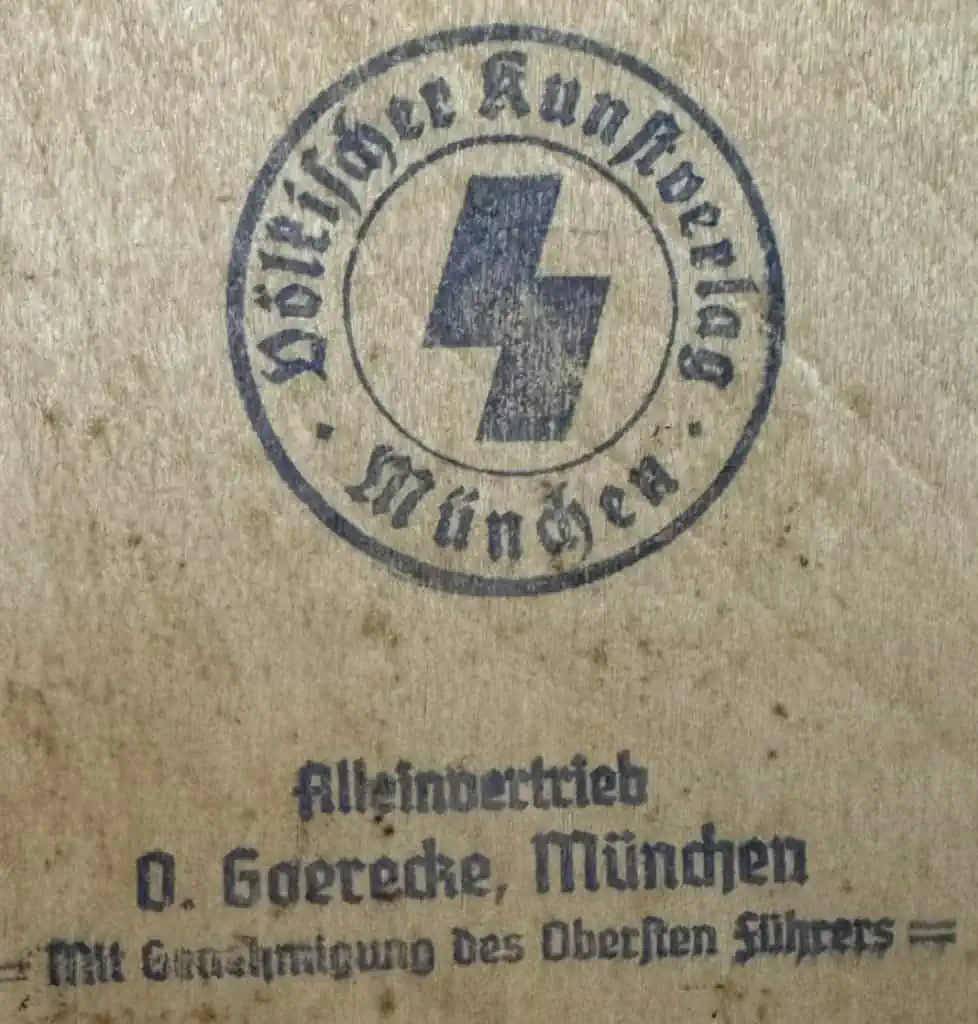 Völkischer Kunstverlag
· München ·
Alleinvertrieb
O. Goerecke, München
= Mit Genehmigung des Obersten Führers =